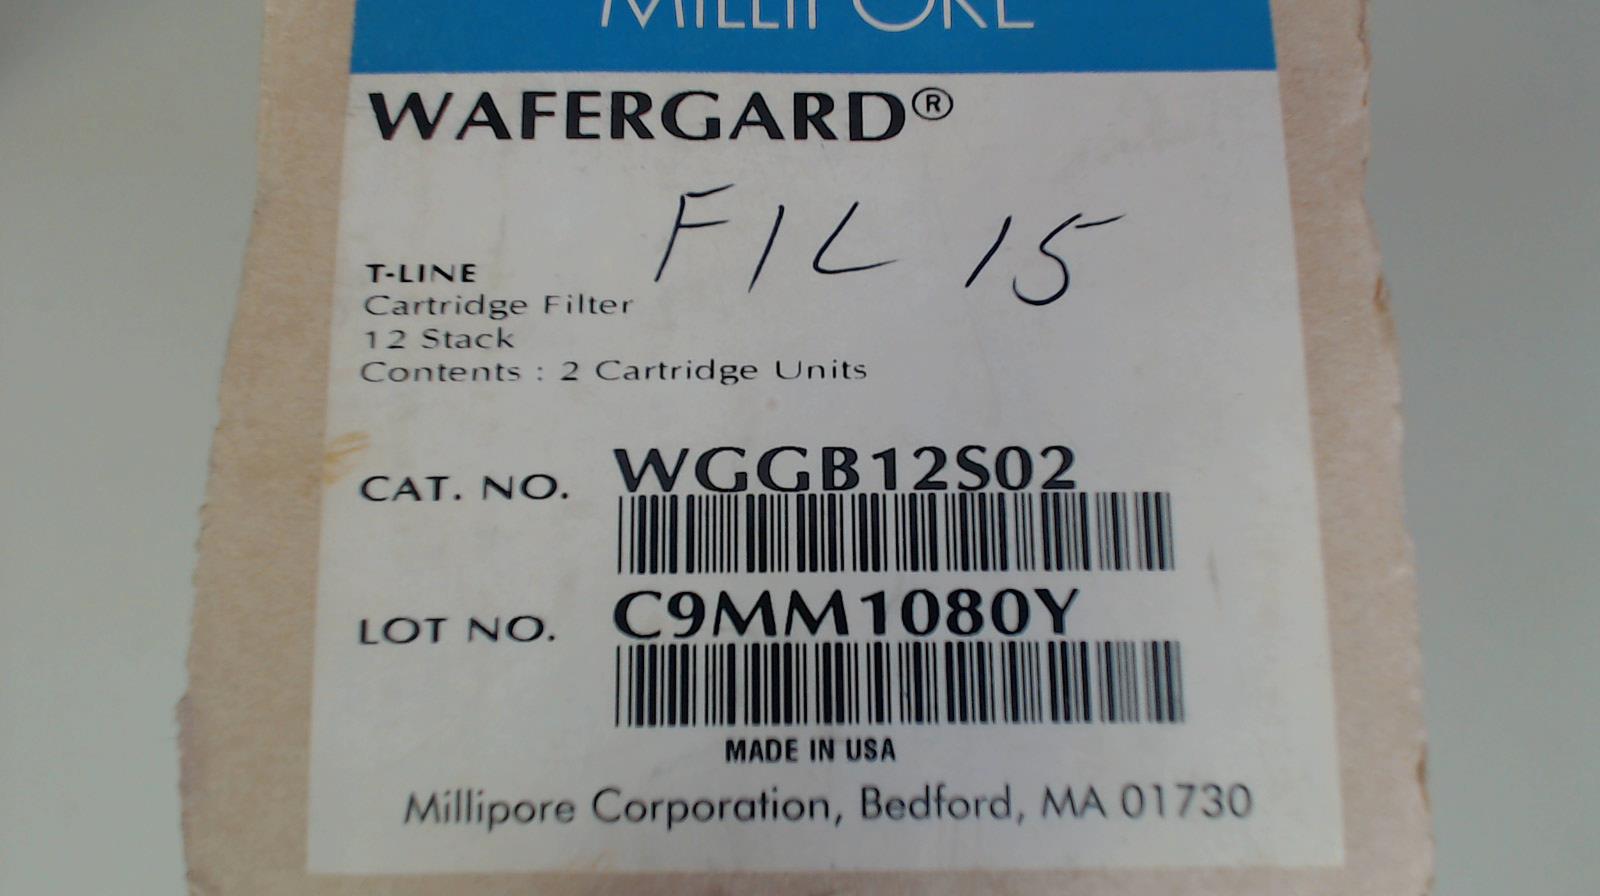 MILLIPORE
WAFERGARD®
FIL 15
T-LINE
Cartridge Filter
12 Stack
Contents : 2 Cartridge Units
CAT. NO. WGGB12S02
LOT NO. C9MM1080Y
MADE IN USA
Millipore Corporation, Bedford, MA 01730